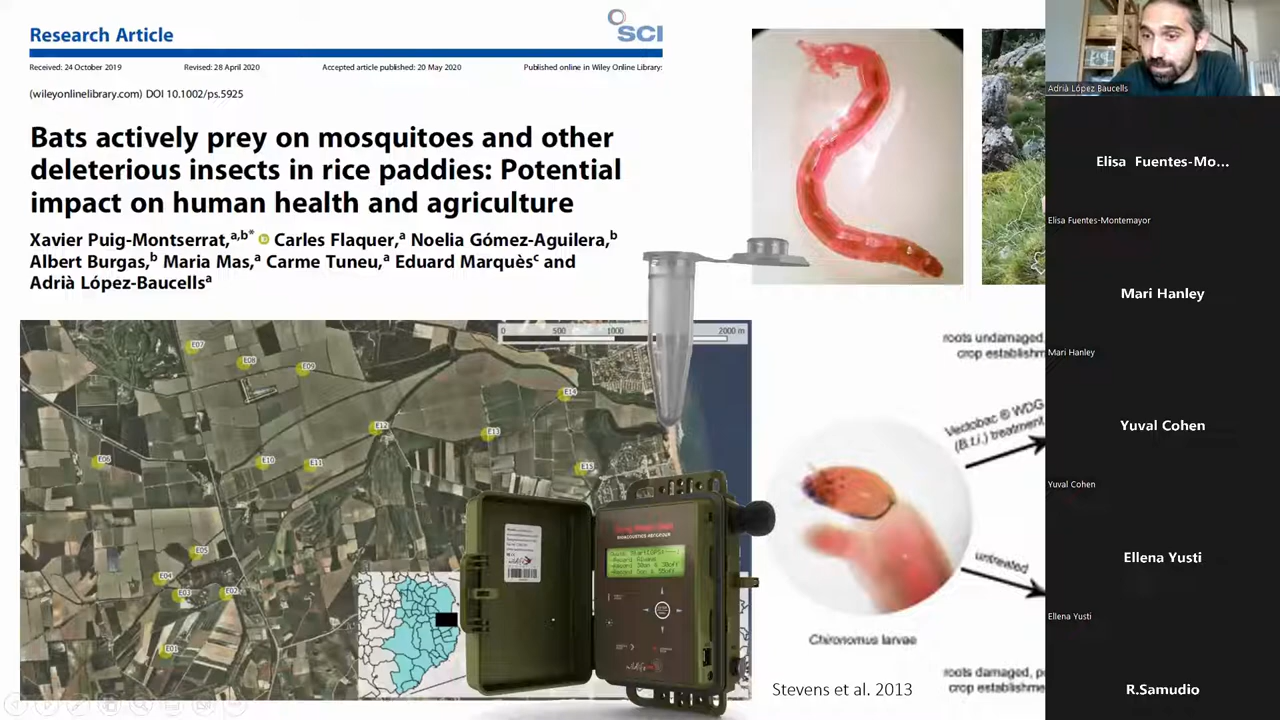 Research Article
SCI
Received: 24 October 2019
Revised: 28 April 2020
Accepted article published: 20 May 2020
Published online in Wiley Online Library:
(wileyonlinelibrary.com) DOI 10.1002/ps.5925
Bats actively prey on mosquitoes and other
deleterious insects in rice paddies: Potential
impact on human health and agriculture
Xavier Puig-Montserrat,a,b* Carles Flaquer,a Noelia Gómez-Aguilera,b
Albert Burgas,b Maria Mas,a Carme Tuneu,a Eduard Marquèsc and
Adrià López-Baucellsa
0 500 1000 2000 m
E07
E08
E09
E14
E12
E13
E06
E10
E11
E15
E05
E04
E03
E02
E01
roots undamaged,
crop establishm
Vectobac ® WDG
(B.t.i.) treatment
untreated
Chironomus larvae
roots damaged, p
crop establishme
Stevens et al. 2013
Adrià López Baucells
Elisa Fuentes-Mo...
Elisa Fuentes-Montemayor
Mari Hanley
Mari Hanley
Yuval Cohen
Yuval Cohen
Ellena Yusti
Ellena Yusti
R.Samudio